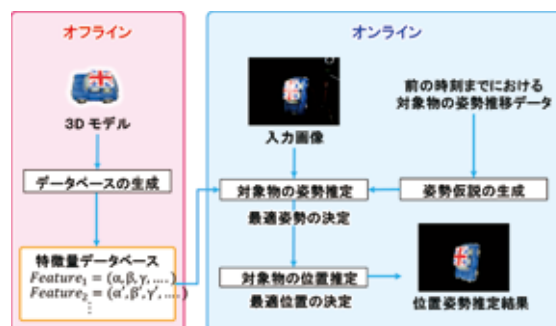 オフライン
3D モデル
データベースの生成
特徴量データベース
Feature₁ = (α, β, γ, ....)
Feature₂ = (α', β', γ', ....)
⋮
オンライン
入力画像
前の時刻までにおける
対象物の姿勢推移データ
対象物の姿勢推定
姿勢仮説の生成
最適姿勢の決定
対象物の位置推定
最適位置の決定
位置姿勢推定結果